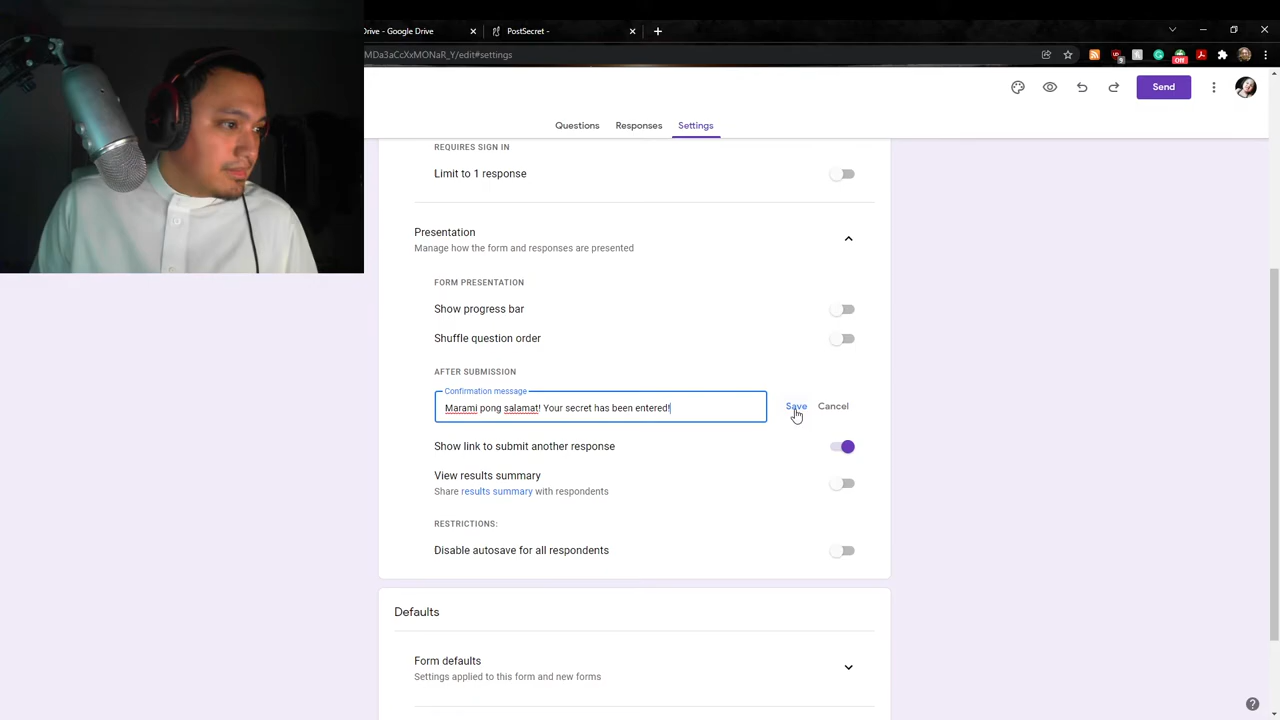 Drive - Google Drive
PostSecret -
MDa3aCcXxMONaR_Y/edit#settings
Send
Questions
Responses
Settings
REQUIRES SIGN IN
Limit to 1 response
Presentation
Manage how the form and responses are presented
FORM PRESENTATION
Show progress bar
Shuffle question order
AFTER SUBMISSION
Confirmation message
Marami pong salamat! Your secret has been entered!
Save Cancel
Show link to submit another response
View results summary
Share results summary with respondents
RESTRICTIONS:
Disable autosave for all respondents
Defaults
Form defaults
Settings applied to this form and new forms